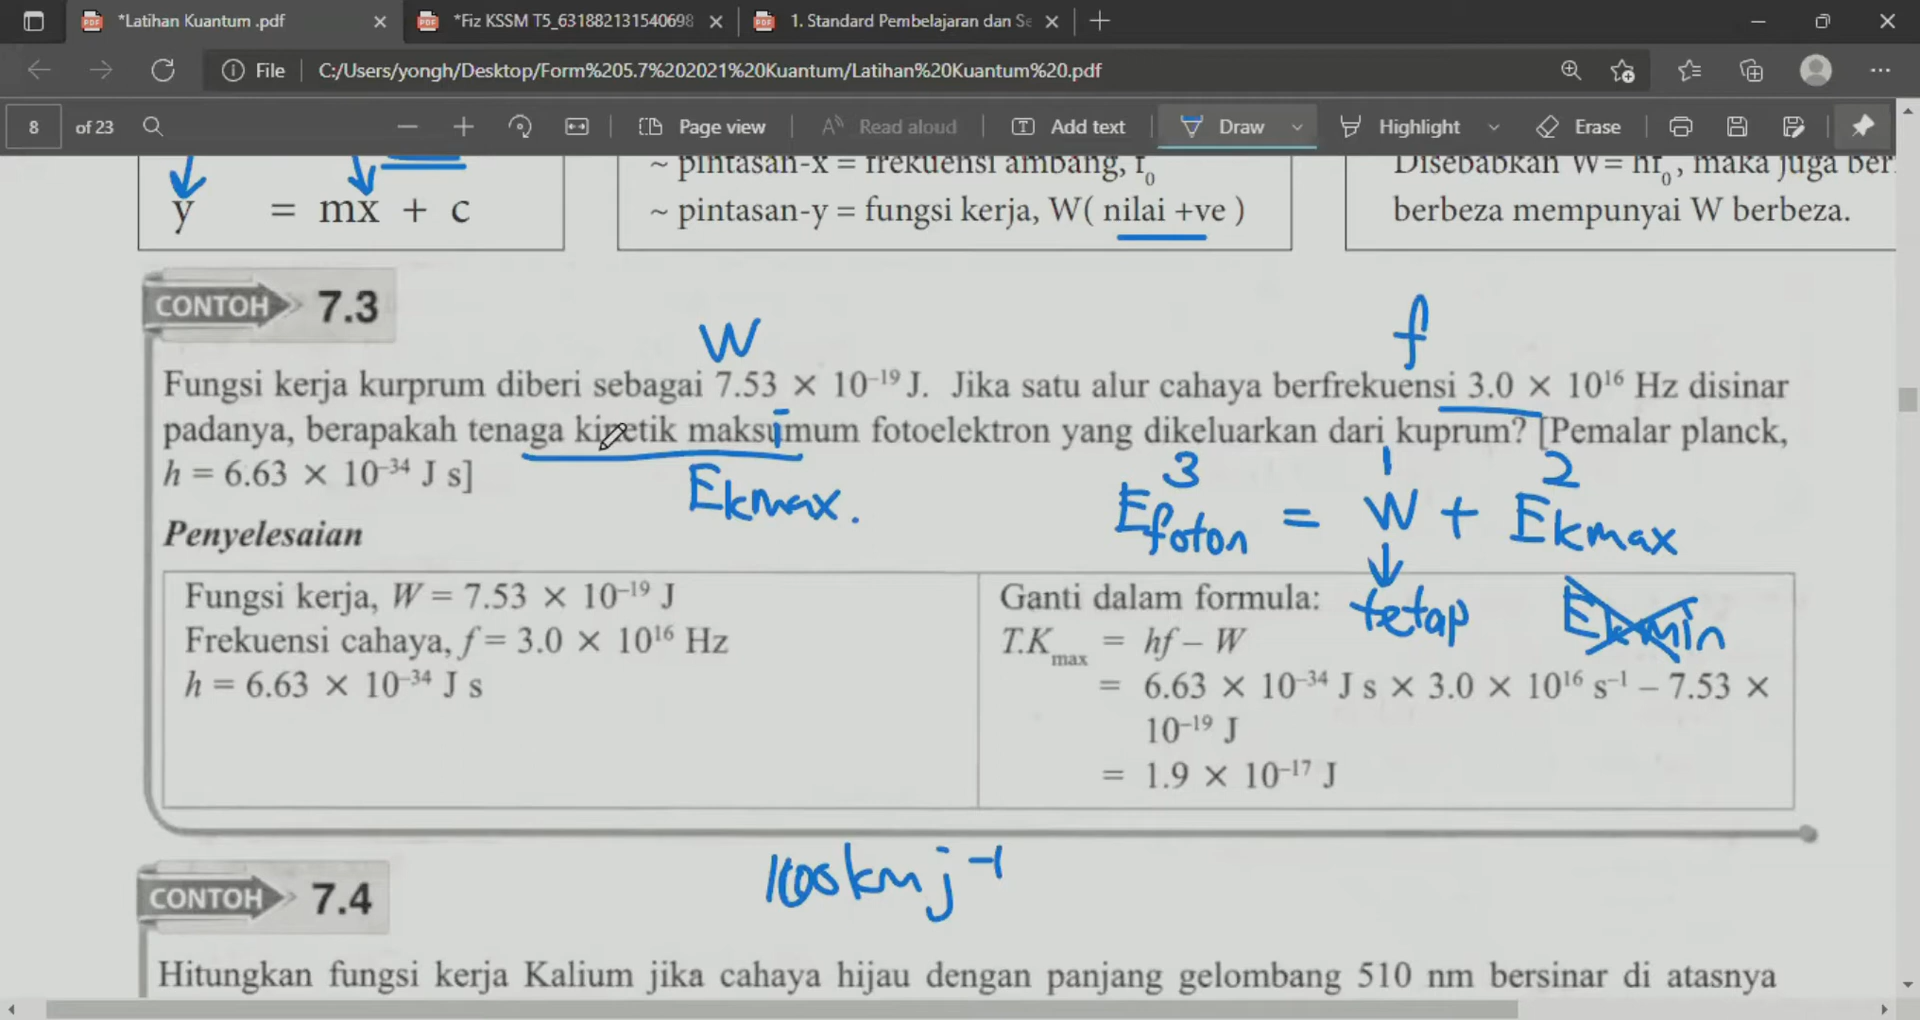 *Latihan Kuantum .pdf
*Fiz KSSM T5_631882131540698
1. Standard Pembelajaran dan Se
File
C:/Users/yongh/Desktop/Form%205.7%202021%20Kuantum/Latihan%20Kuantum%20.pdf
8 of 23
Page view
Read aloud
Add text
Draw
Highlight
Erase
~ pintasan-x = frekuensi ambang, f₀
Disebabkan W= hf₀, maka juga ber
y = mx + c
~ pintasan-y = fungsi kerja, W( nilai +ve )
berbeza mempunyai W berbeza.
CONTOH 7.3
W
f
Fungsi kerja kurprum diberi sebagai 7.53 × 10⁻¹⁹ J. Jika satu alur cahaya berfrekuensi 3.0 × 10¹⁶ Hz disinar
padanya, berapakah tenaga kinetik maksimum fotoelektron yang dikeluarkan dari kuprum? [Pemalar planck,
h = 6.63 × 10⁻³⁴ J s]
Ekmax.
3 1 2
Efoton = W + Ekmax
Penyelesaian
tetap
Ekmin
Fungsi kerja, W = 7.53 × 10⁻¹⁹ J
Frekuensi cahaya, f = 3.0 × 10¹⁶ Hz
h = 6.63 × 10⁻³⁴ J s
Ganti dalam formula:
T.Kmax = hf – W
= 6.63 × 10⁻³⁴ J s × 3.0 × 10¹⁶ s⁻¹ – 7.53 ×
10⁻¹⁹ J
= 1.9 × 10⁻¹⁷ J
CONTOH 7.4
Hitungkan fungsi kerja Kalium jika cahaya hijau dengan panjang gelombang 510 nm bersinar di atasnya